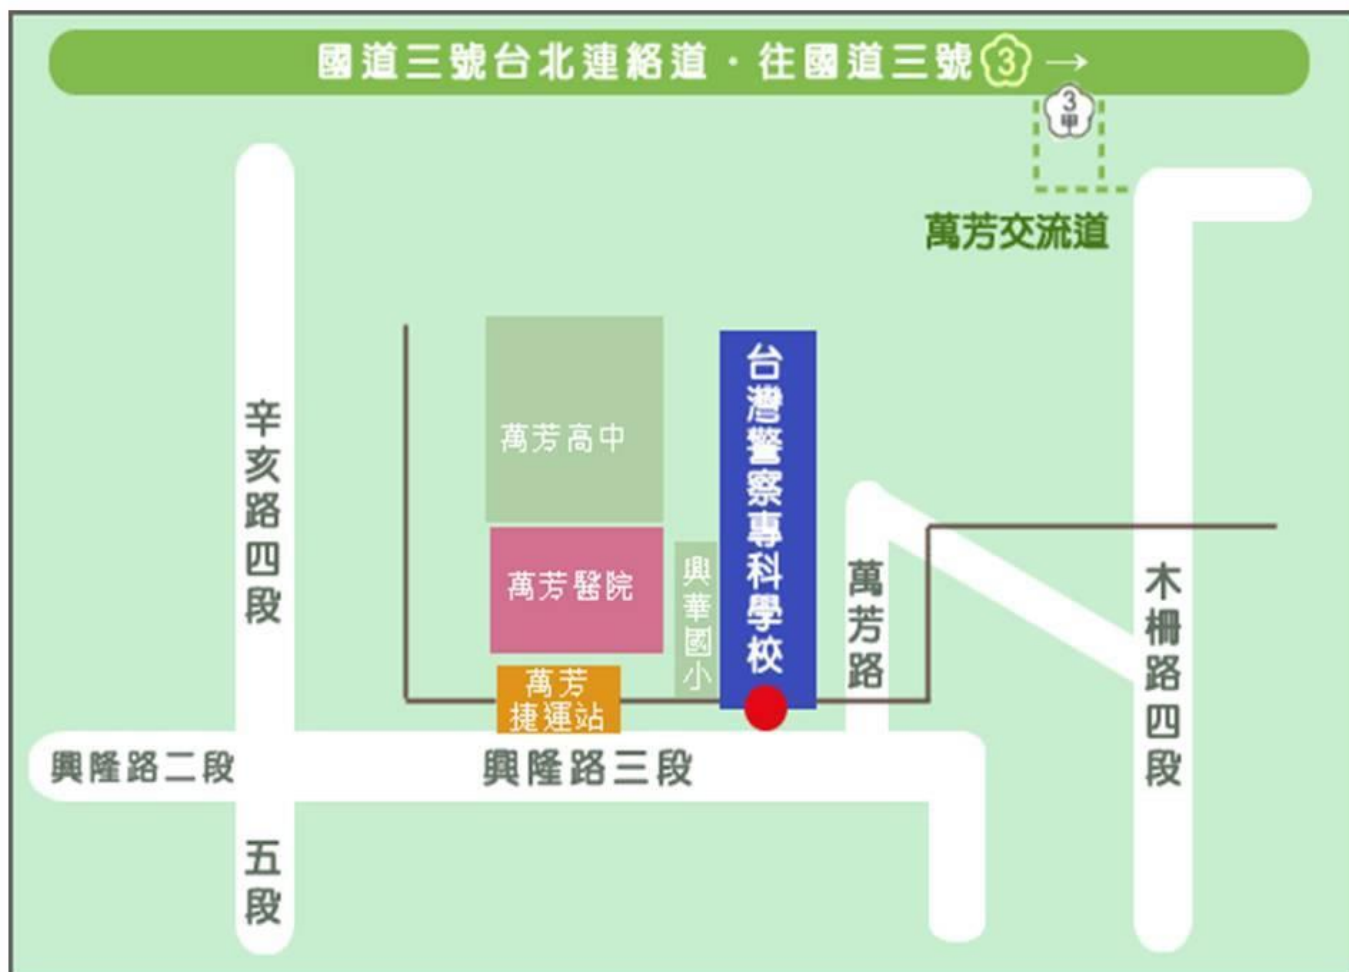 國道三號台北連絡道·往國道三號3→
3
甲
萬芳交流道
辛亥路四段
萬芳高中
台灣警察專科學校
萬芳醫院
興華國小
萬芳路
木柵路四段
萬芳
捷運站
興隆路二段
興隆路三段
五段